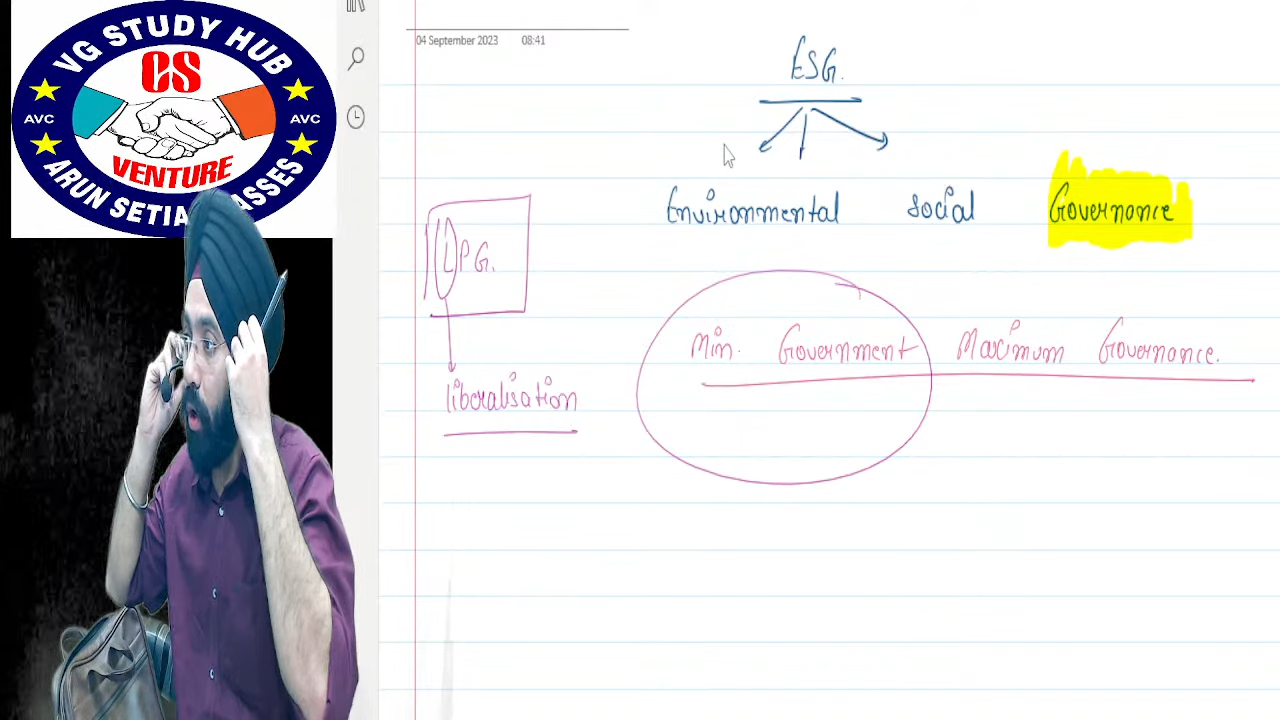 VG STUDY HUB
CS
AVC
AVC
VENTURE
ARUN SETIA CLASSES
04 September 2023 08:41
ESG.
Environmental Social Governance
LPG.
Min. Government Maximum Governance.
liberalisation